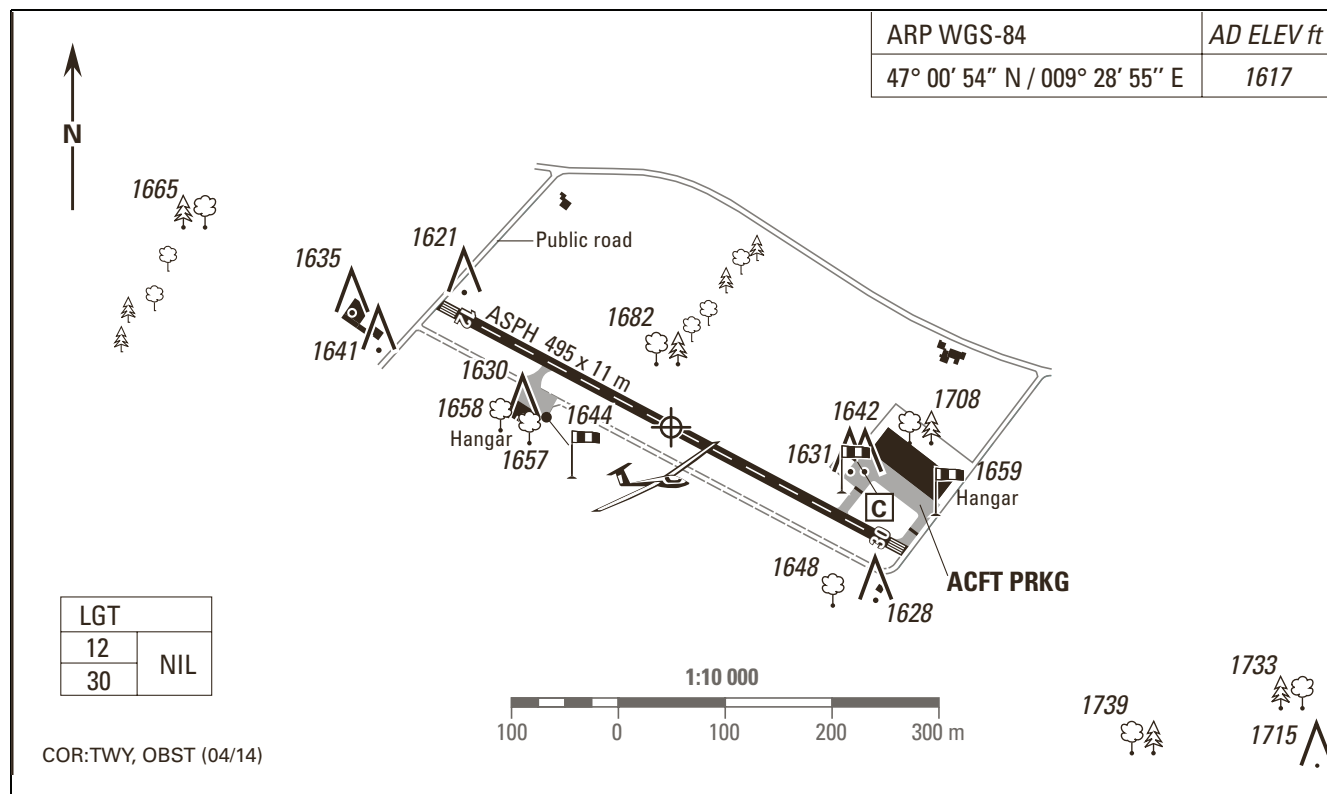 ARP WGS-84
AD ELEV ft
47° 00′ 54″ N / 009° 28′ 55″ E
1617
N
1665
1621
Public road
1635
1641
12
ASPH 495 x 11 m
1682
1630
1658
1644
Hangar
1657
1642
1708
1631
1659
Hangar
C
30
1648
1628
ACFT PRKG
LGT
12
30
NIL
1:10 000
100
0
100
200
300 m
1733
1739
1715
COR:TWY, OBST (04/14)